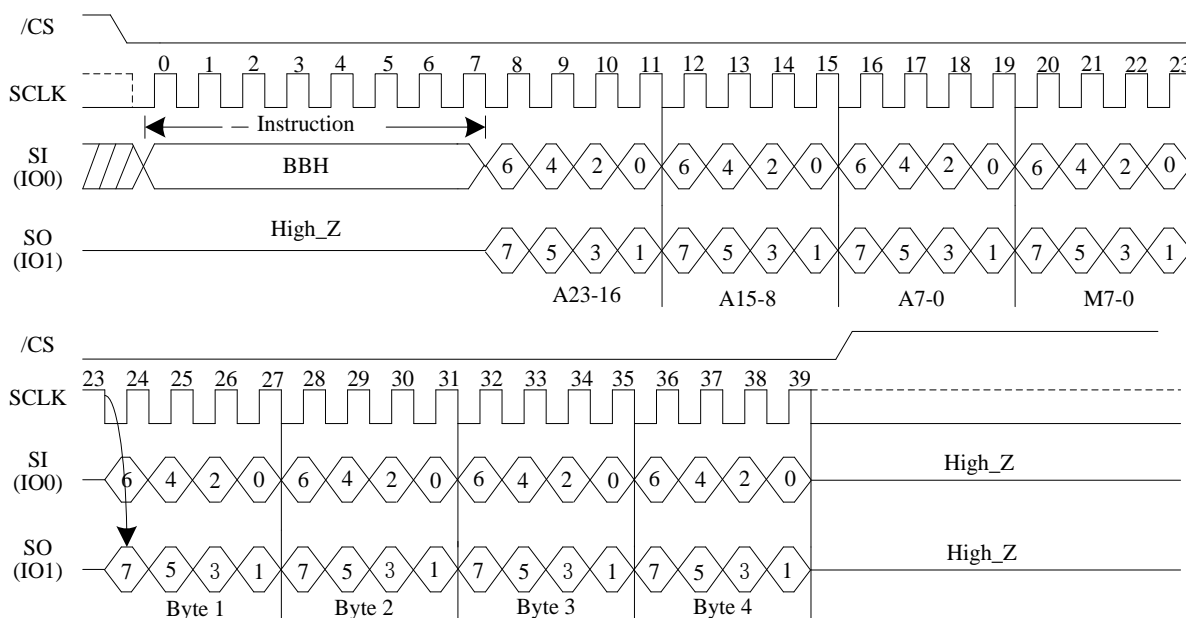 /CS
0 1 2 3 4 5 6 7 8 9 10 11 12 13 14 15 16 17 18 19 20 21 22 23
SCLK
Instruction
SI
(IO0)
BBH
6 4 2 0 6 4 2 0 6 4 2 0 6 4 2 0
SO
(IO1)
High_Z
7 5 3 1 7 5 3 1 7 5 3 1 7 5 3 1
A23-16 A15-8 A7-0 M7-0
/CS
23 24 25 26 27 28 29 30 31 32 33 34 35 36 37 38 39
SCLK
SI
(IO0)
6 4 2 0 6 4 2 0 6 4 2 0 6 4 2 0
High_Z
SO
(IO1)
7 5 3 1 7 5 3 1 7 5 3 1 7 5 3 1
High_Z
Byte 1 Byte 2 Byte 3 Byte 4